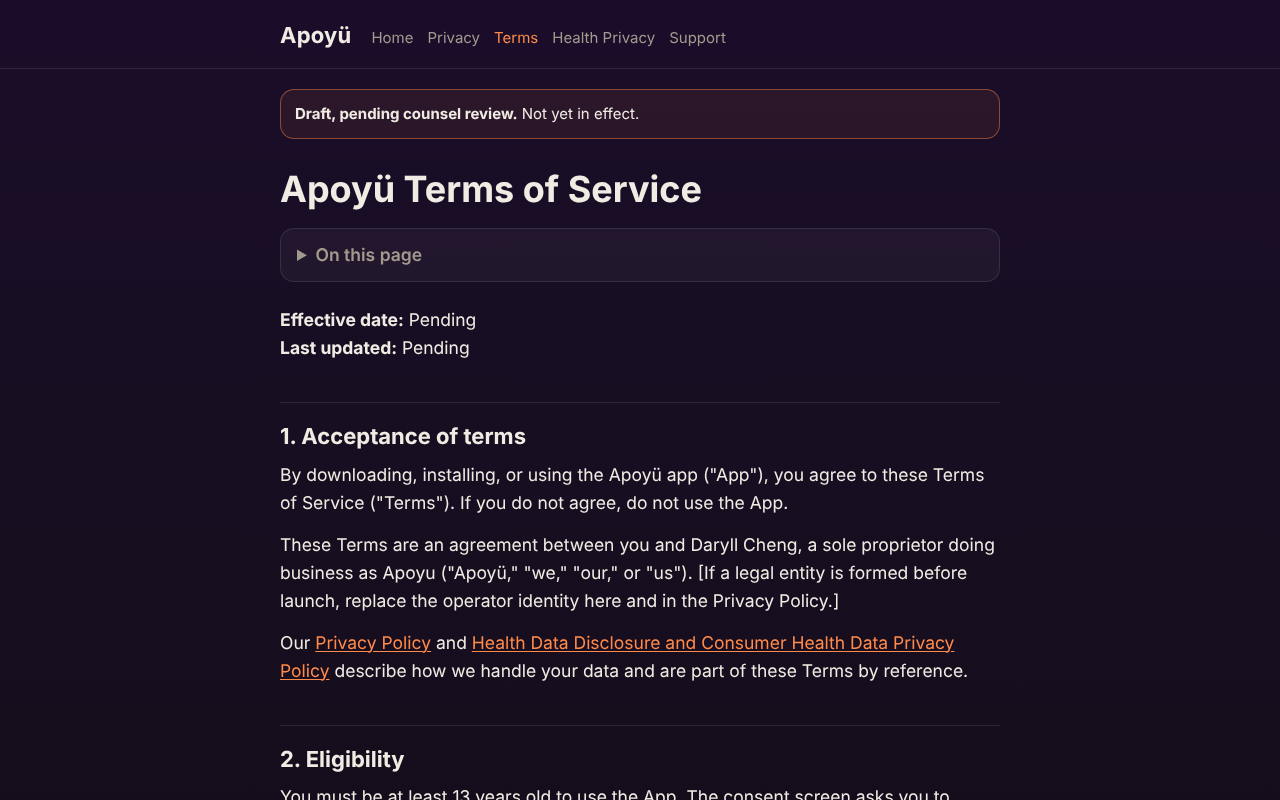 Apoyü Home Privacy Terms Health Privacy Support
Draft, pending counsel review. Not yet in effect.
Apoyü Terms of Service
On this page
Effective date: Pending
Last updated: Pending
1. Acceptance of terms
By downloading, installing, or using the Apoyü app ("App"), you agree to these Terms
of Service ("Terms"). If you do not agree, do not use the App.
These Terms are an agreement between you and Daryll Cheng, a sole proprietor doing
business as Apoyu ("Apoyü," "we," "our," or "us"). [If a legal entity is formed before
launch, replace the operator identity here and in the Privacy Policy.]
Our Privacy Policy and Health Data Disclosure and Consumer Health Data Privacy
Policy describe how we handle your data and are part of these Terms by reference.
2. Eligibility
You must be at least 13 years old to use the App. The consent screen asks you to